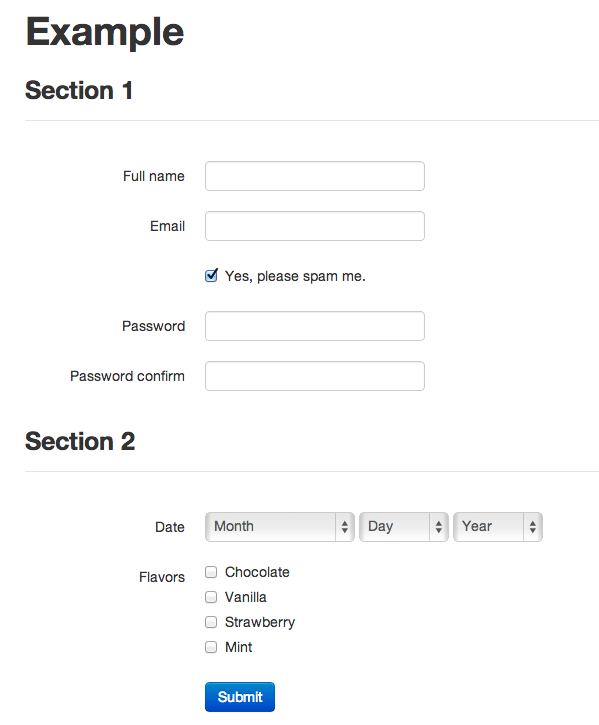 Example
Section 1
Full name
Email
Yes, please spam me.
Password
Password confirm
Section 2
Date Month Day Year
Flavors Chocolate
Vanilla
Strawberry
Mint
Submit